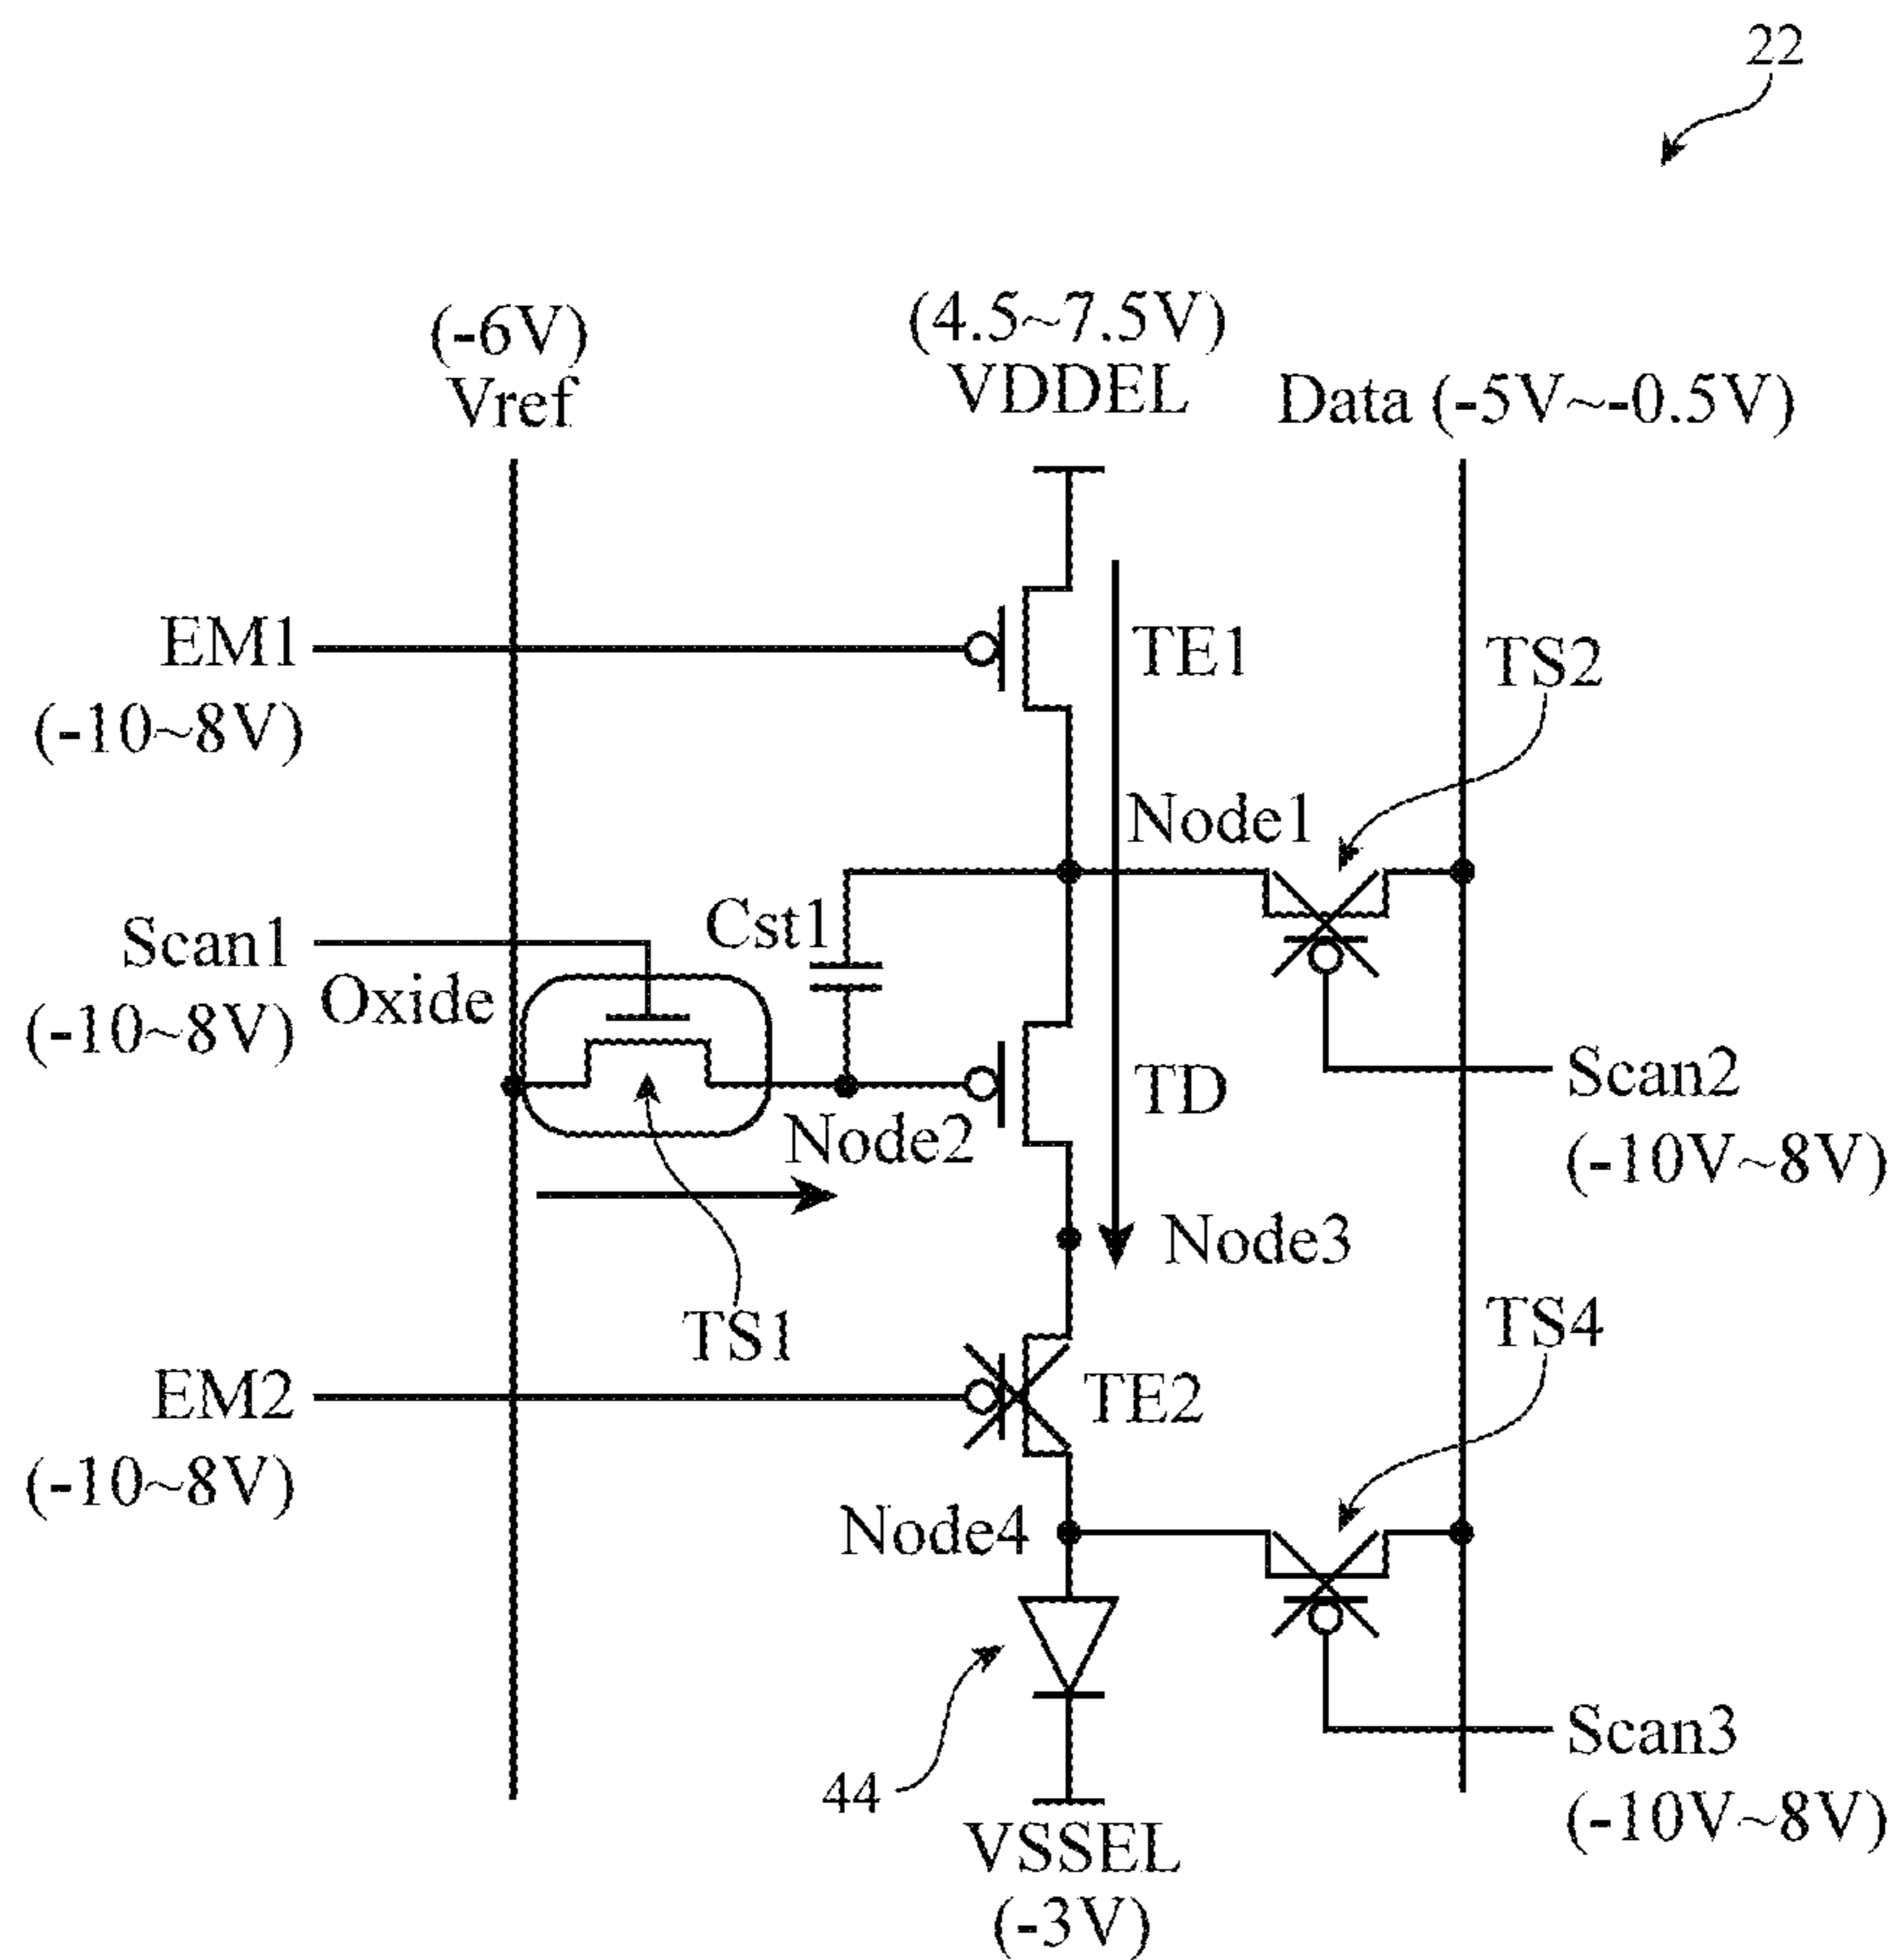 22
(-6V)
Vref
(4.5~7.5V)
VDDEL
Data (-5V~-0.5V)
EM1
(-10~8V)
TE1
TS2
Node1
Scan1
(-10~8V)
Oxide
Cst1
TD
Scan2
(-10V~8V)
Node2
Node3
TS1
TS4
EM2
(-10~8V)
TE2
Node4
44
Scan3
(-10V~8V)
VSSEL
(-3V)